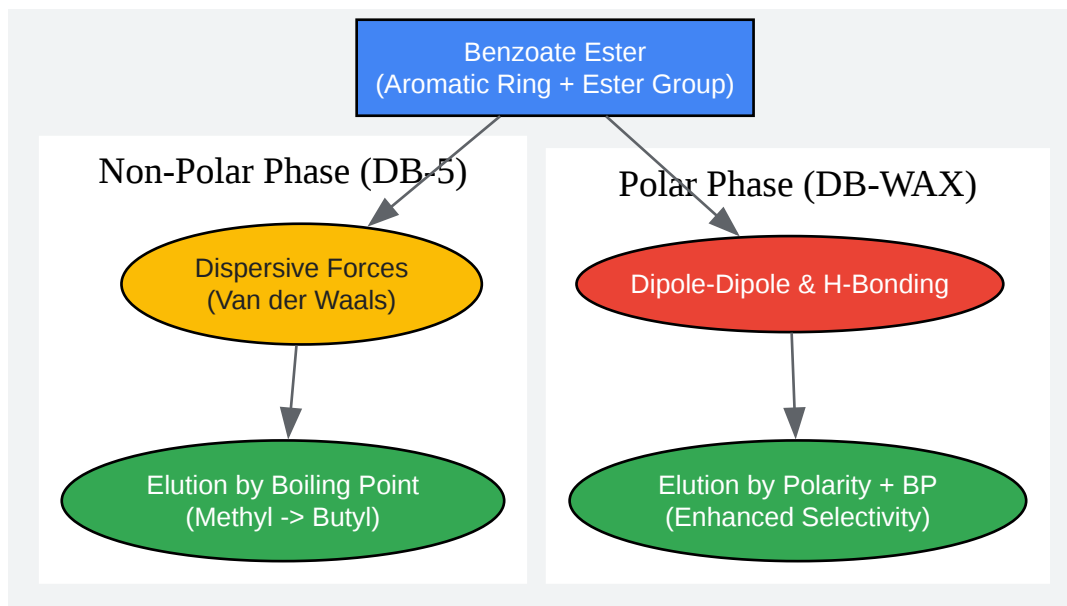 Benzoate Ester
(Aromatic Ring + Ester Group)
Non-Polar Phase (DB-5)
Dispersive Forces
(Van der Waals)
Elution by Boiling Point
(Methyl -> Butyl)
Polar Phase (DB-WAX)
Dipole-Dipole & H-Bonding
Elution by Polarity + BP
(Enhanced Selectivity)